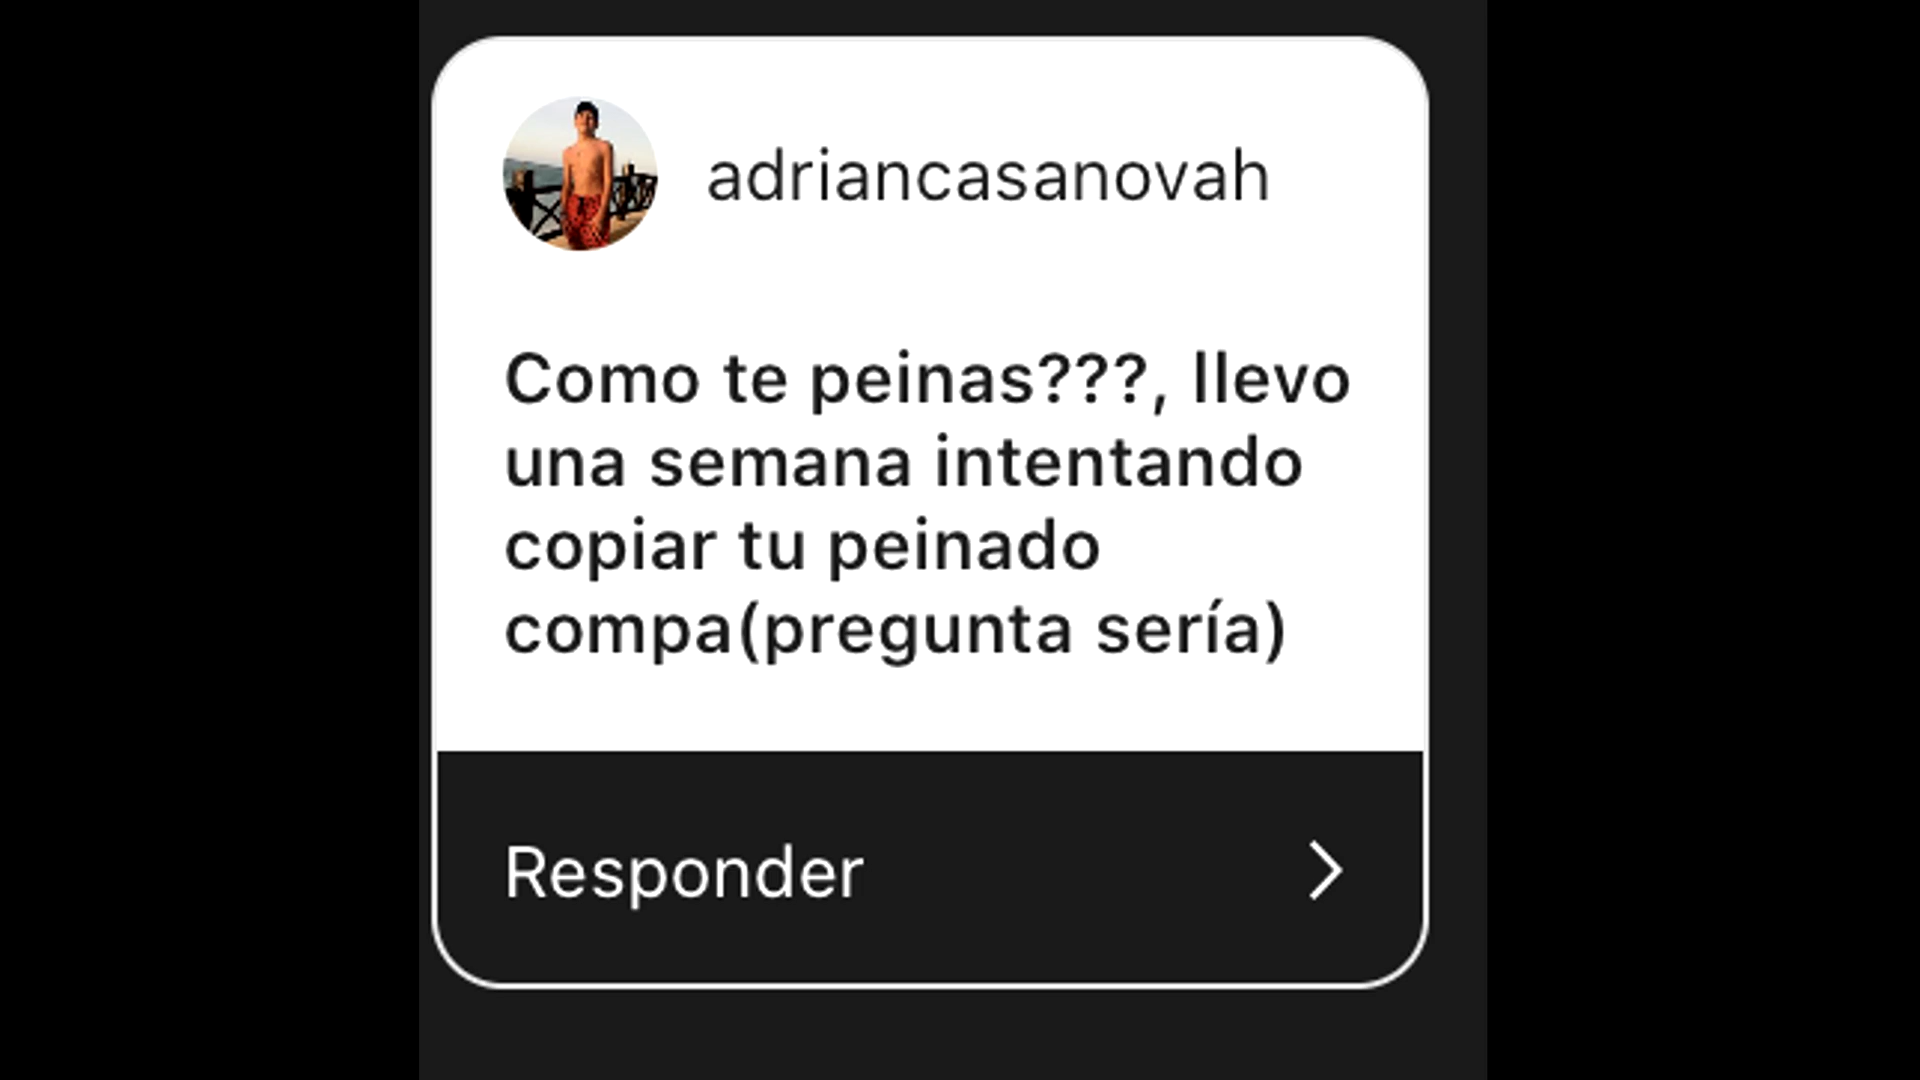 adriancasanovah
Como te peinas???, llevo
una semana intentando
copiar tu peinado
compa(pregunta sería)
Responder